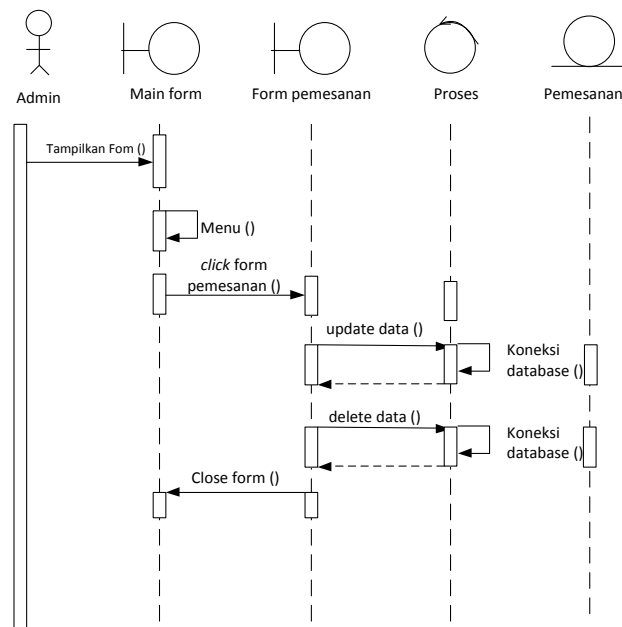 Admin
Main form
Form pemesanan
Proses
Pemesanan
Tampilkan Fom ()
Menu ()
click form
pemesanan ()
update data ()
Koneksi
database ()
delete data ()
Koneksi
database ()
Close form ()